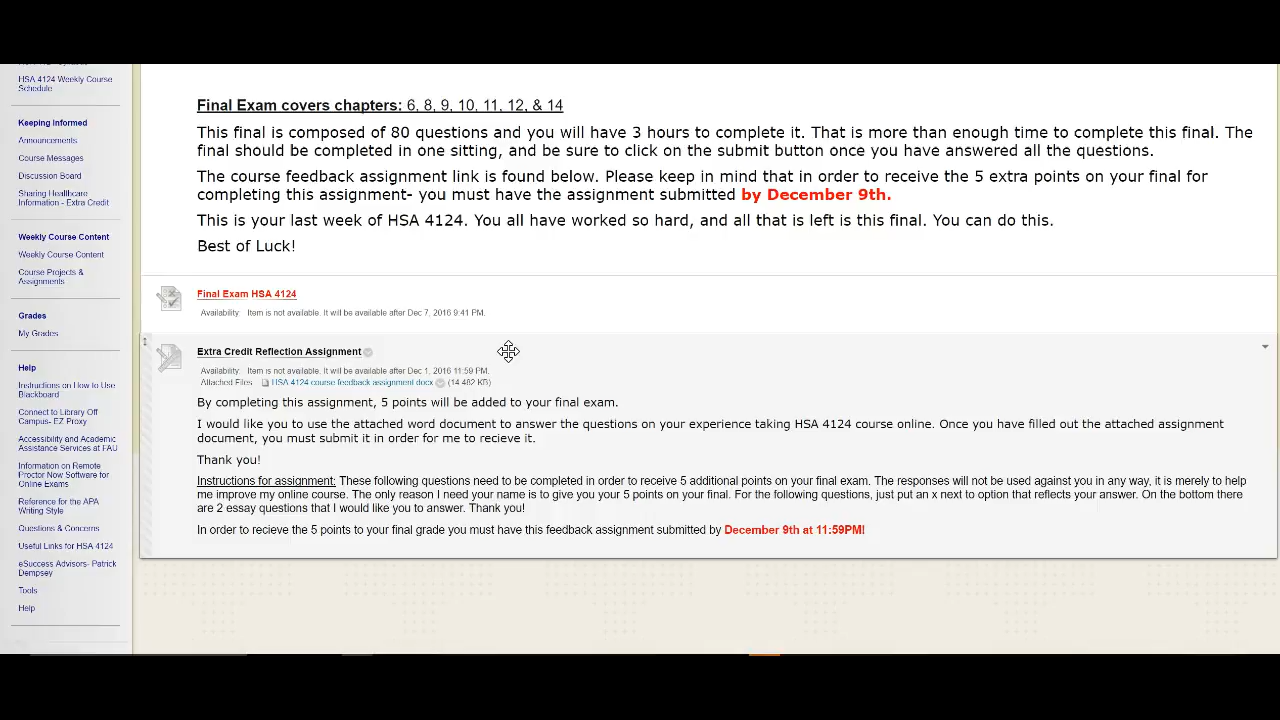 HSA 4124 Weekly Course
Schedule
Keeping Informed
Announcements
Course Messages
Discussion Board
Sharing Healthcare
Information - Extra Credit
Weekly Course Content
Weekly Course Content
Course Projects &
Assignments
Grades
My Grades
Help
Instructions on How to Use
Blackboard
Connect to Library Off
Campus- EZ Proxy
Accessibility and Academic
Assistance Services at FAU
Information on Remote
Proctor Now Software for
Online Exams
Reference for the APA
Writing Style
Questions & Concerns
Useful Links for HSA 4124
eSuccess Advisors- Patrick
Dempsey
Tools
Help
Final Exam covers chapters: 6, 8, 9, 10, 11, 12, & 14
This final is composed of 80 questions and you will have 3 hours to complete it. That is more than enough time to complete this final. The
final should be completed in one sitting, and be sure to click on the submit button once you have answered all the questions.
The course feedback assignment link is found below. Please keep in mind that in order to receive the 5 extra points on your final for
completing this assignment- you must have the assignment submitted by December 9th.
This is your last week of HSA 4124. You all have worked so hard, and all that is left is this final. You can do this.
Best of Luck!
Final Exam HSA 4124
Availability: Item is not available. It will be available after Dec 7, 2016 9:41 PM.
Extra Credit Reflection Assignment
Availability: Item is not available. It will be available after Dec 1, 2016 11:59 PM.
Attached Files: HSA 4124 course feedback assignment.docx (14.482 KB)
By completing this assignment, 5 points will be added to your final exam.
I would like you to use the attached word document to answer the questions on your experience taking HSA 4124 course online. Once you have filled out the attached assignment
document, you must submit it in order for me to recieve it.
Thank you!
Instructions for assignment: These following questions need to be completed in order to receive 5 additional points on your final exam. The responses will not be used against you in any way, it is merely to help
me improve my online course. The only reason I need your name is to give you your 5 points on your final. For the following questions, just put an x next to option that reflects your answer. On the bottom there
are 2 essay questions that I would like you to answer. Thank you!
In order to recieve the 5 points to your final grade you must have this feedback assignment submitted by December 9th at 11:59PM!